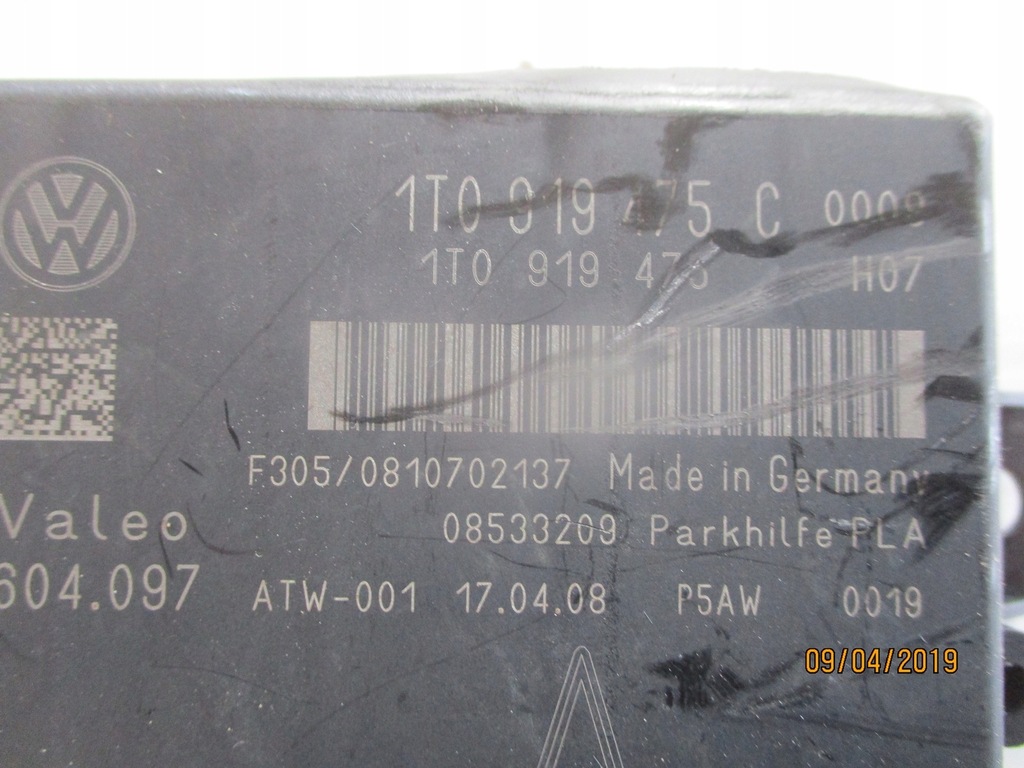 1T0 919 475 C 0008
1T0 919 475 H07
F305/0810702137 Made in Germany
Valeo 08533209 Parkhilfe PLA
604.097 ATW-001 17.04.08 P5AW 0019
09/04/2019